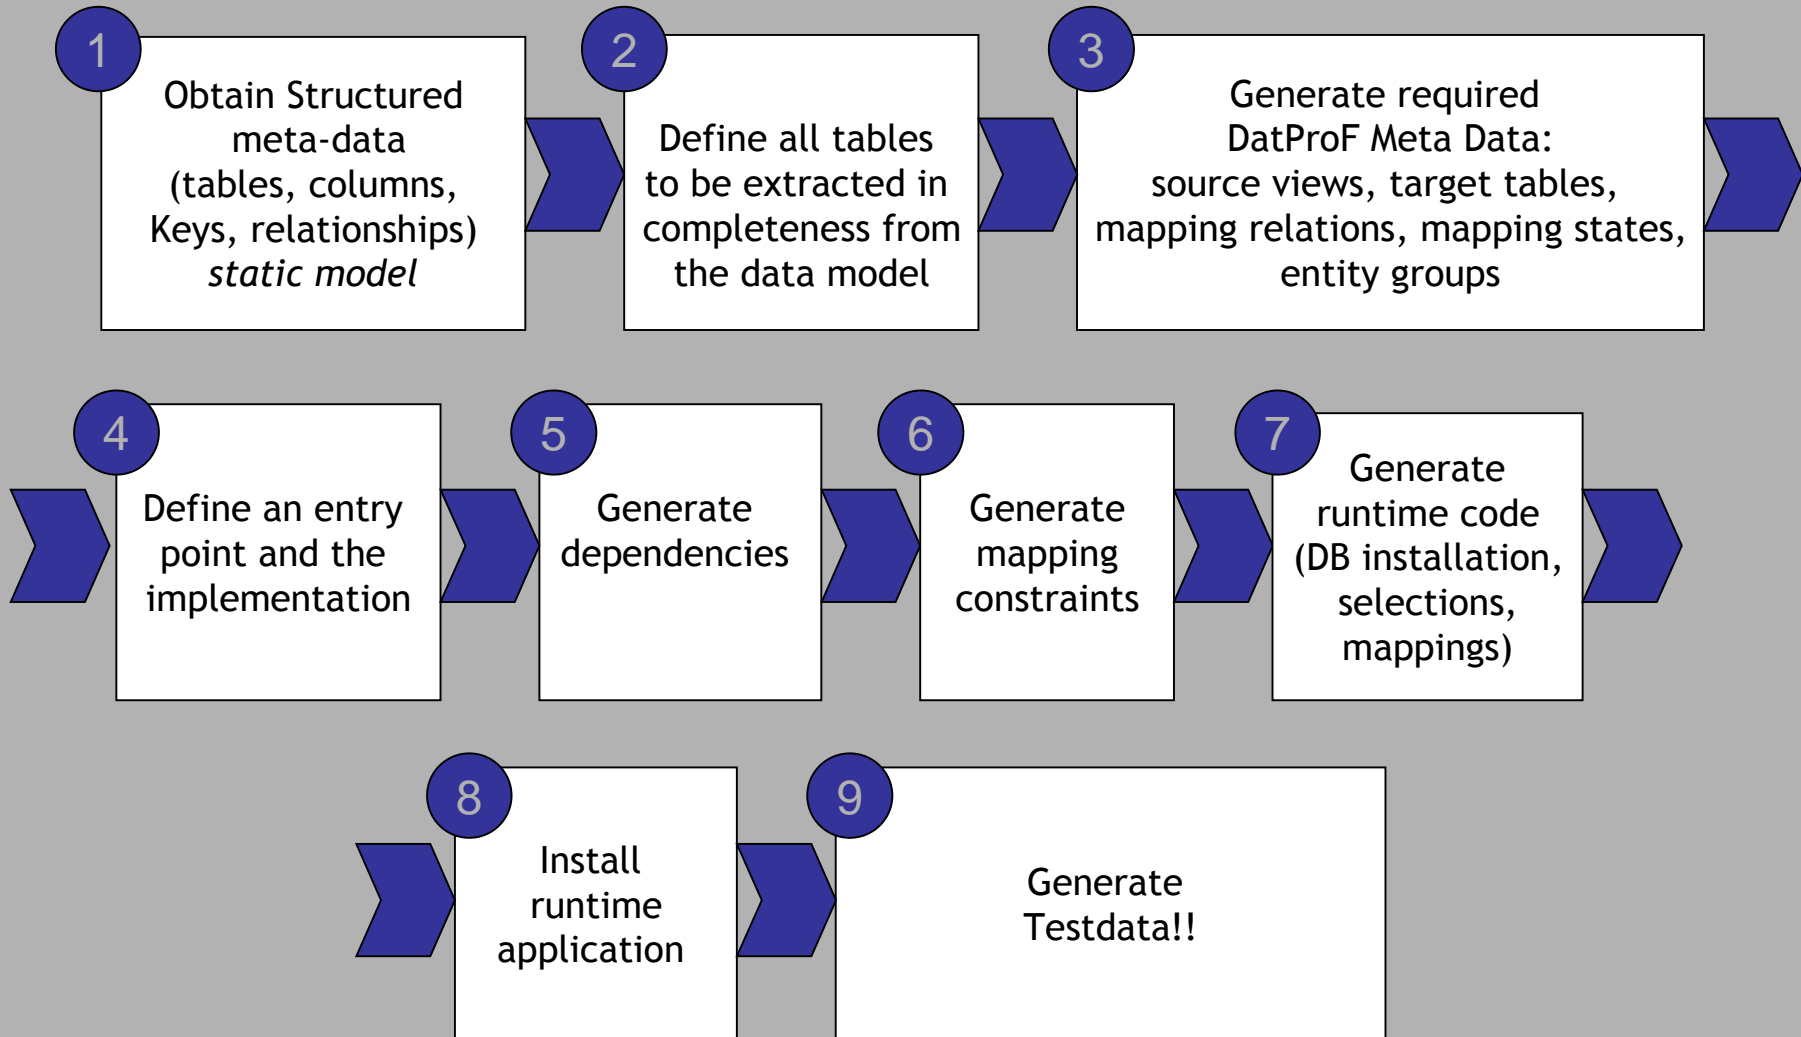 1
Obtain Structured
meta-data
(tables, columns,
Keys, relationships)
static model
2
Define all tables
to be extracted in
completeness from
the data model
3
Generate required
DatProF Meta Data:
source views, target tables,
mapping relations, mapping states,
entity groups
4
Define an entry
point and the
implementation
5
Generate
dependencies
6
Generate
mapping
constraints
7
Generate
runtime code
(DB installation,
selections,
mappings)
8
Install
runtime
application
9
Generate
Testdata!!